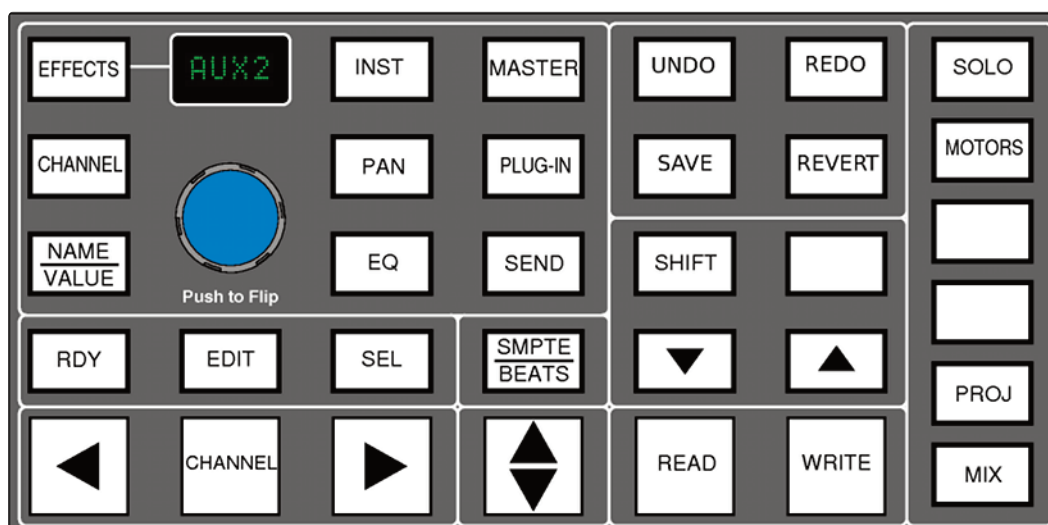 EFFECTS
AUX2
INST
MASTER
UNDO
REDO
SOLO
CHANNEL
PAN
PLUG-IN
SAVE
REVERT
MOTORS
NAME
VALUE
Push to Flip
EQ
SEND
SHIFT
RDY
EDIT
SEL
SMPTE
BEATS
PROJ
CHANNEL
READ
WRITE
MIX